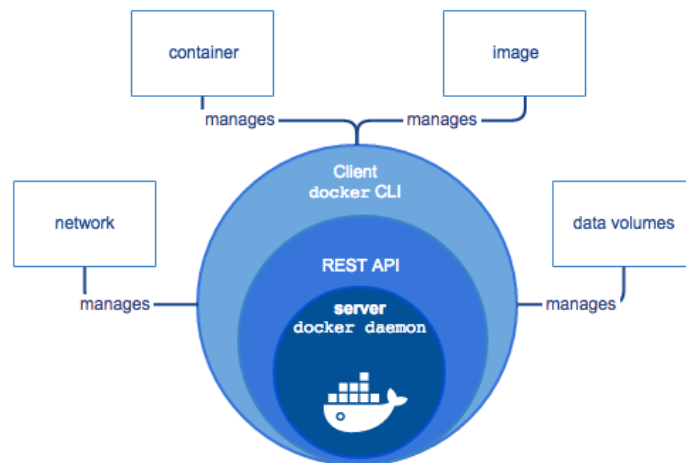 container
image
manages
manages
Client
docker CLI
network
data volumes
REST API
manages
server
manages
docker daemon